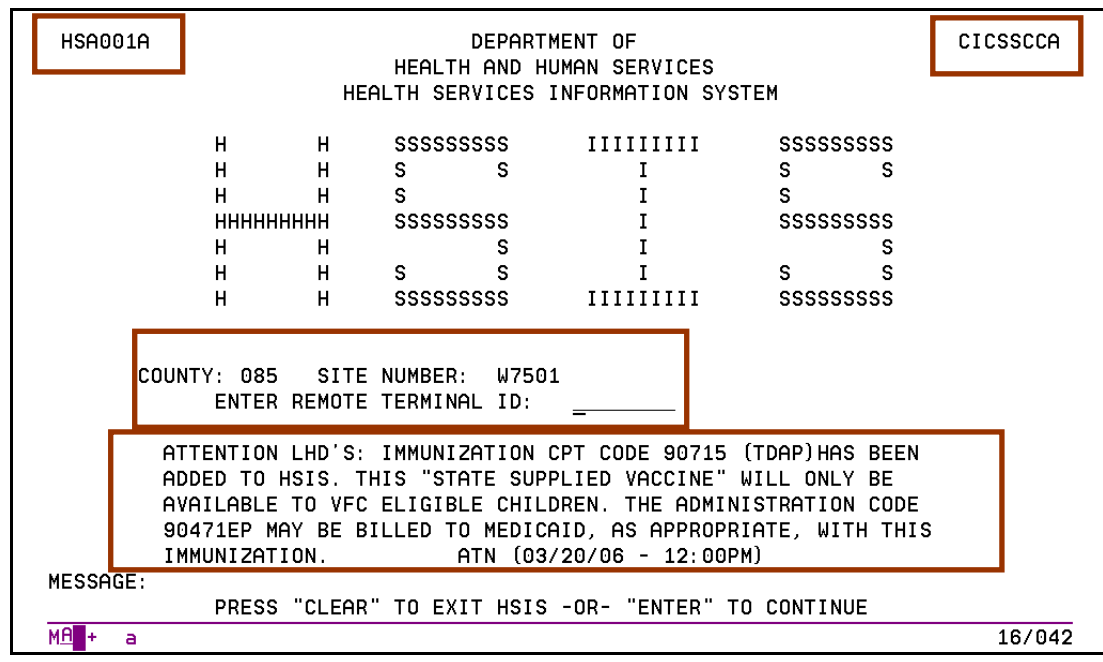 HSA001A DEPARTMENT OF CICSSCCA
HEALTH AND HUMAN SERVICES
HEALTH SERVICES INFORMATION SYSTEM
H H SSSSSSSSS IIIIIIIII SSSSSSSSS
H H S S I S S
H H S I S
HHHHHHHHH SSSSSSSSS I SSSSSSSSS
H H S I S
H H S S I S S
H H SSSSSSSSS IIIIIIIII SSSSSSSSS
COUNTY: 085 SITE NUMBER: W7501
ENTER REMOTE TERMINAL ID: ________
ATTENTION LHD'S: IMMUNIZATION CPT CODE 90715 (TDAP)HAS BEEN
ADDED TO HSIS. THIS "STATE SUPPLIED VACCINE" WILL ONLY BE
AVAILABLE TO VFC ELIGIBLE CHILDREN. THE ADMINISTRATION CODE
90471EP MAY BE BILLED TO MEDICAID, AS APPROPRIATE, WITH THIS
IMMUNIZATION. ATN (03/20/06 - 12:00PM)
MESSAGE:
PRESS "CLEAR" TO EXIT HSIS -OR- "ENTER" TO CONTINUE
MA + a 16/042